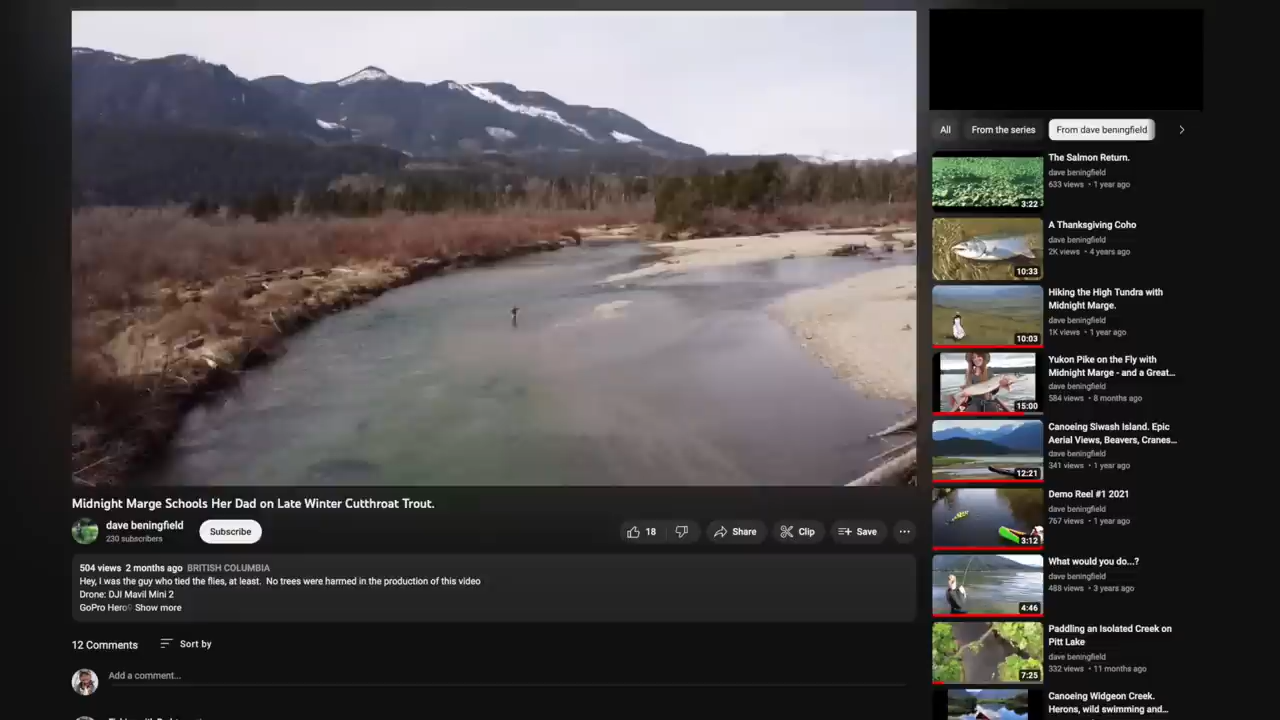 All
From the series
From dave beningfield
The Salmon Return.
dave beningfield
633 views • 1 year ago
3:22
A Thanksgiving Coho
dave beningfield
2K views • 4 years ago
10:33
Hiking the High Tundra with
Midnight Marge.
dave beningfield
1K views • 1 year ago
10:03
Yukon Pike on the Fly with
Midnight Marge - and a Great...
dave beningfield
584 views • 8 months ago
15:00
Canoeing Siwash Island. Epic
Aerial Views, Beavers, Cranes...
dave beningfield
341 views • 1 year ago
12:21
Demo Reel #1 2021
dave beningfield
767 views • 1 year ago
3:12
What would you do...?
dave beningfield
488 views • 3 years ago
4:46
Paddling an Isolated Creek on
Pitt Lake
dave beningfield
332 views • 11 months ago
7:25
Canoeing Widgeon Creek.
Herons, wild swimming and...
Midnight Marge Schools Her Dad on Late Winter Cutthroat Trout.
dave beningfield
230 subscribers
Subscribe
18
Share
Clip
Save
504 views 2 months ago BRITISH COLUMBIA
Hey, I was the guy who tied the flies, at least. No trees were harmed in the production of this video
Drone: DJI Mavil Mini 2
GoPro Hero Show more
12 Comments
Sort by
Add a comment...